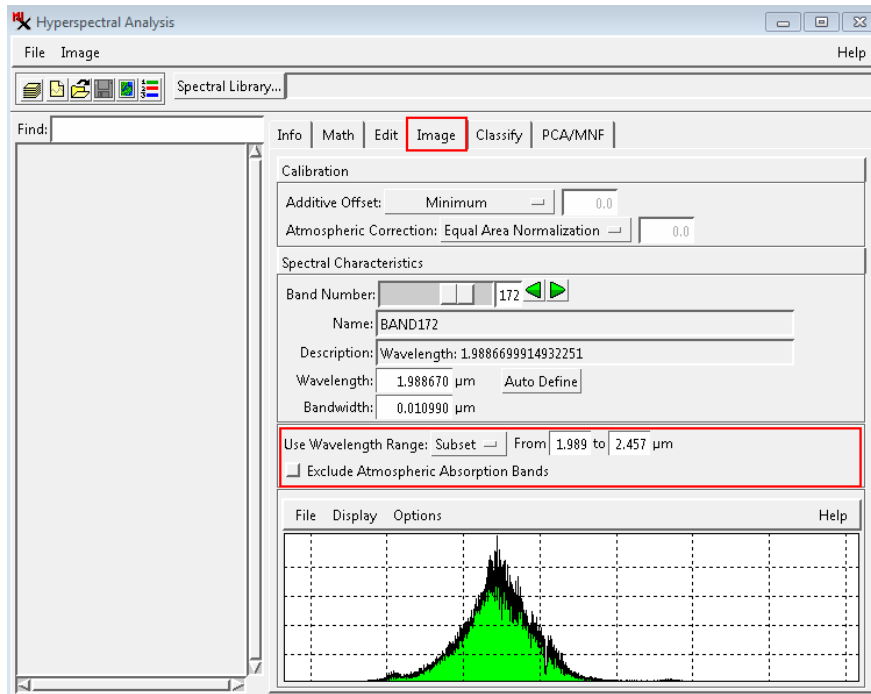 Hyperspectral Analysis
File Image Help
Spectral Library...
Find:
Info Math Edit Image Classify PCA/MNF
Calibration
Additive Offset: Minimum 0.0
Atmospheric Correction: Equal Area Normalization 0.0
Spectral Characteristics
Band Number: 172
Name: BAND172
Description: Wavelength: 1.9886699914932251
Wavelength: 1.988670 µm Auto Define
Bandwidth: 0.010990 µm
Use Wavelength Range: Subset From 1.989 to 2.457 µm
Exclude Atmospheric Absorption Bands
File Display Options Help